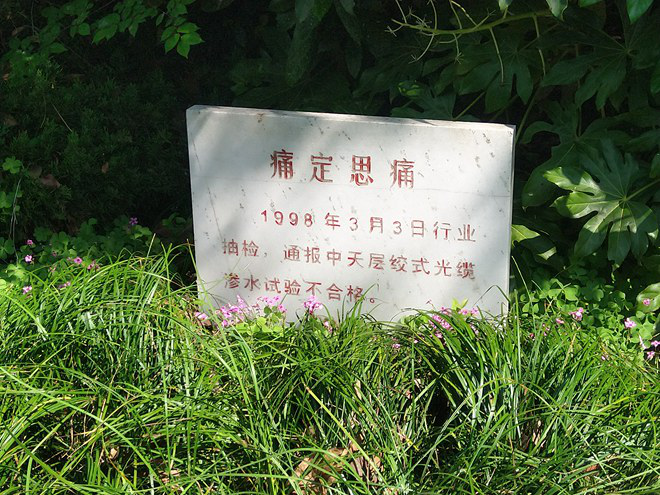 痛定思痛
1998年3月3日行业
抽检，通报中天层绞式光缆
渗水试验不合格。